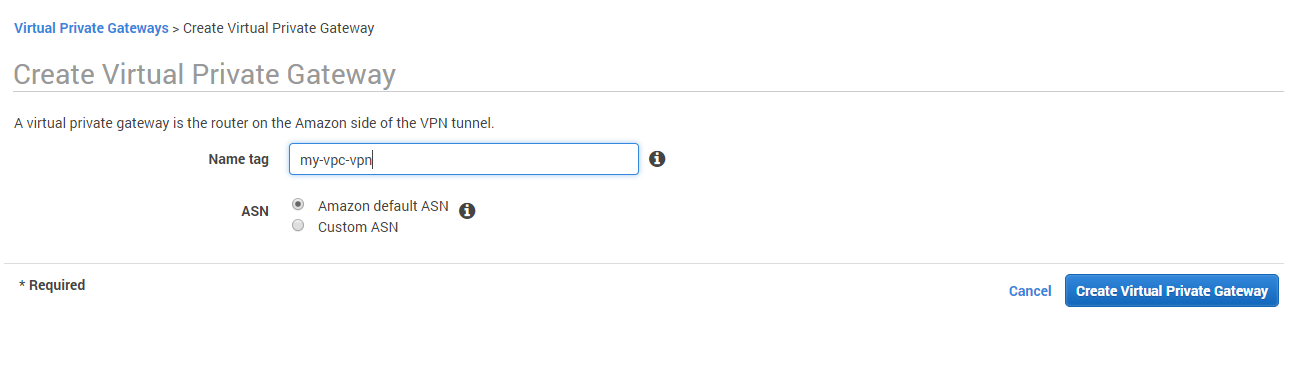 Virtual Private Gateways > Create Virtual Private Gateway
Create Virtual Private Gateway
A virtual private gateway is the router on the Amazon side of the VPN tunnel.
Name tag my-vpc-vpn
ASN Amazon default ASN
Custom ASN
* Required
Cancel Create Virtual Private Gateway